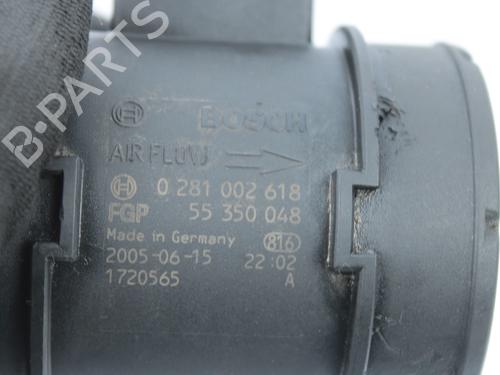 B-PARTS
BOSCH
AIR FLOW
0 281 002 618
FGP 55 350 048
Made in Germany 816
2005-06-15 22:02
1720565 A